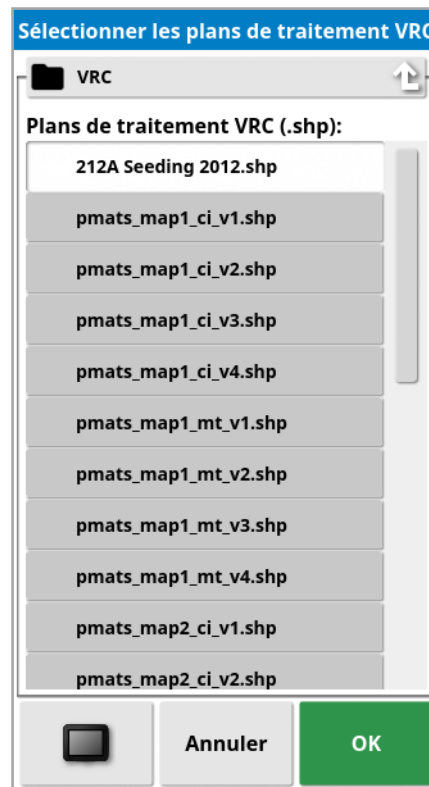 Sélectionner les plans de traitement VRC
VRC
Plans de traitement VRC (.shp):
212A Seeding 2012.shp
pmats_map1_ci_v1.shp
pmats_map1_ci_v2.shp
pmats_map1_ci_v3.shp
pmats_map1_ci_v4.shp
pmats_map1_mt_v1.shp
pmats_map1_mt_v2.shp
pmats_map1_mt_v3.shp
pmats_map1_mt_v4.shp
pmats_map2_ci_v1.shp
pmats_map2_ci_v2.shp
Annuler OK